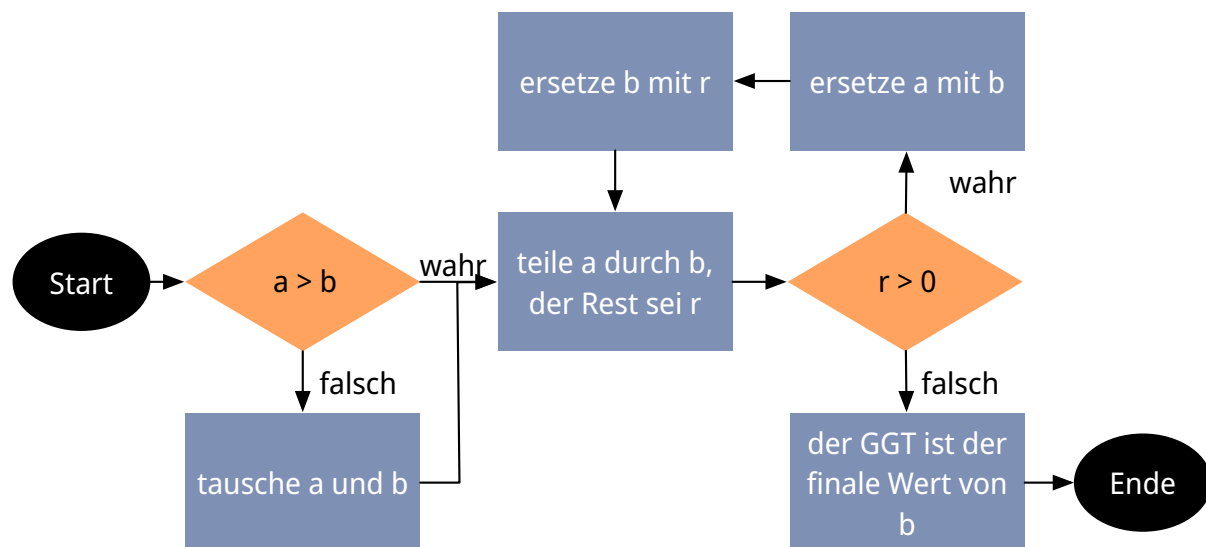 Start
a > b
wahr
falsch
tausche a und b
teile a durch b,
der Rest sei r
r > 0
wahr
ersetze a mit b
ersetze b mit r
falsch
der GGT ist der
finale Wert von
b
Ende